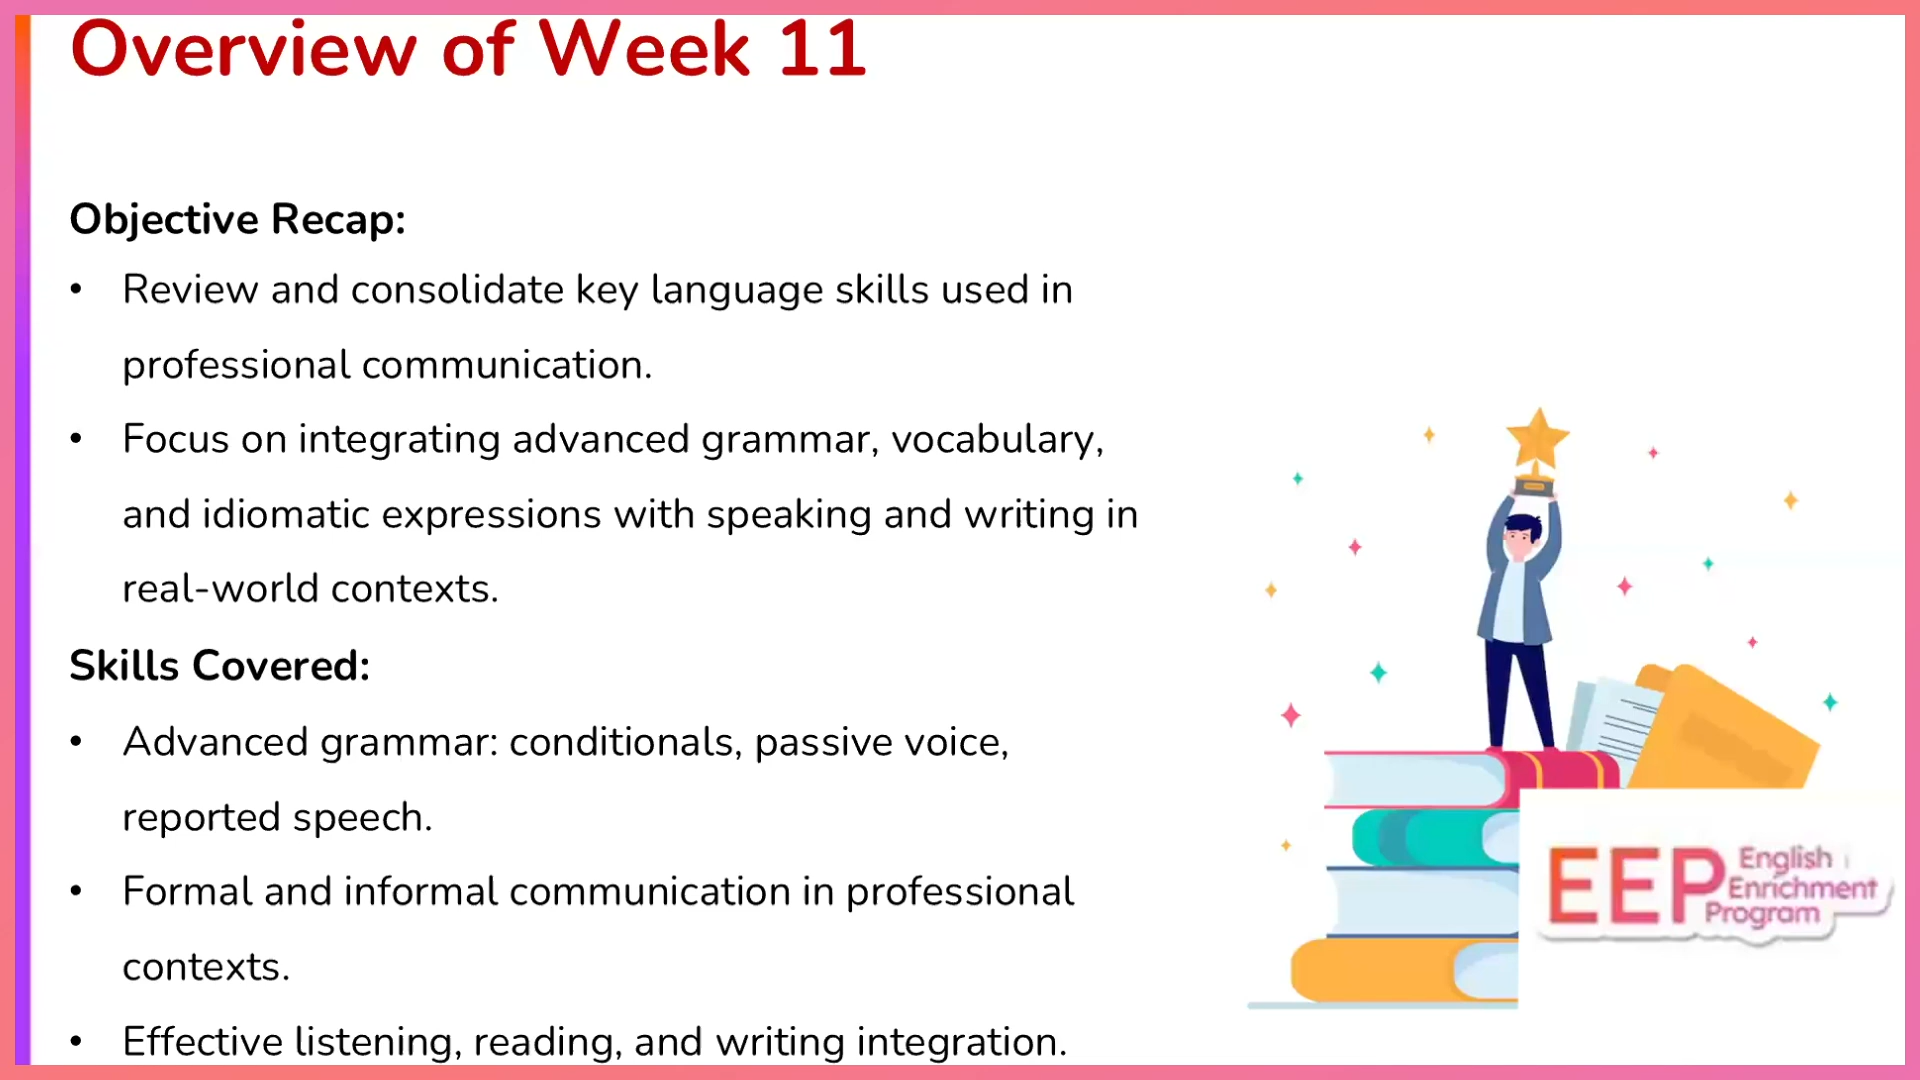 Overview of Week 11
Objective Recap:
• Review and consolidate key language skills used in
professional communication.
• Focus on integrating advanced grammar, vocabulary,
and idiomatic expressions with speaking and writing in
real-world contexts.
Skills Covered:
• Advanced grammar: conditionals, passive voice,
reported speech.
• Formal and informal communication in professional
contexts.
• Effective listening, reading, and writing integration.
EEP
English
Enrichment
Program